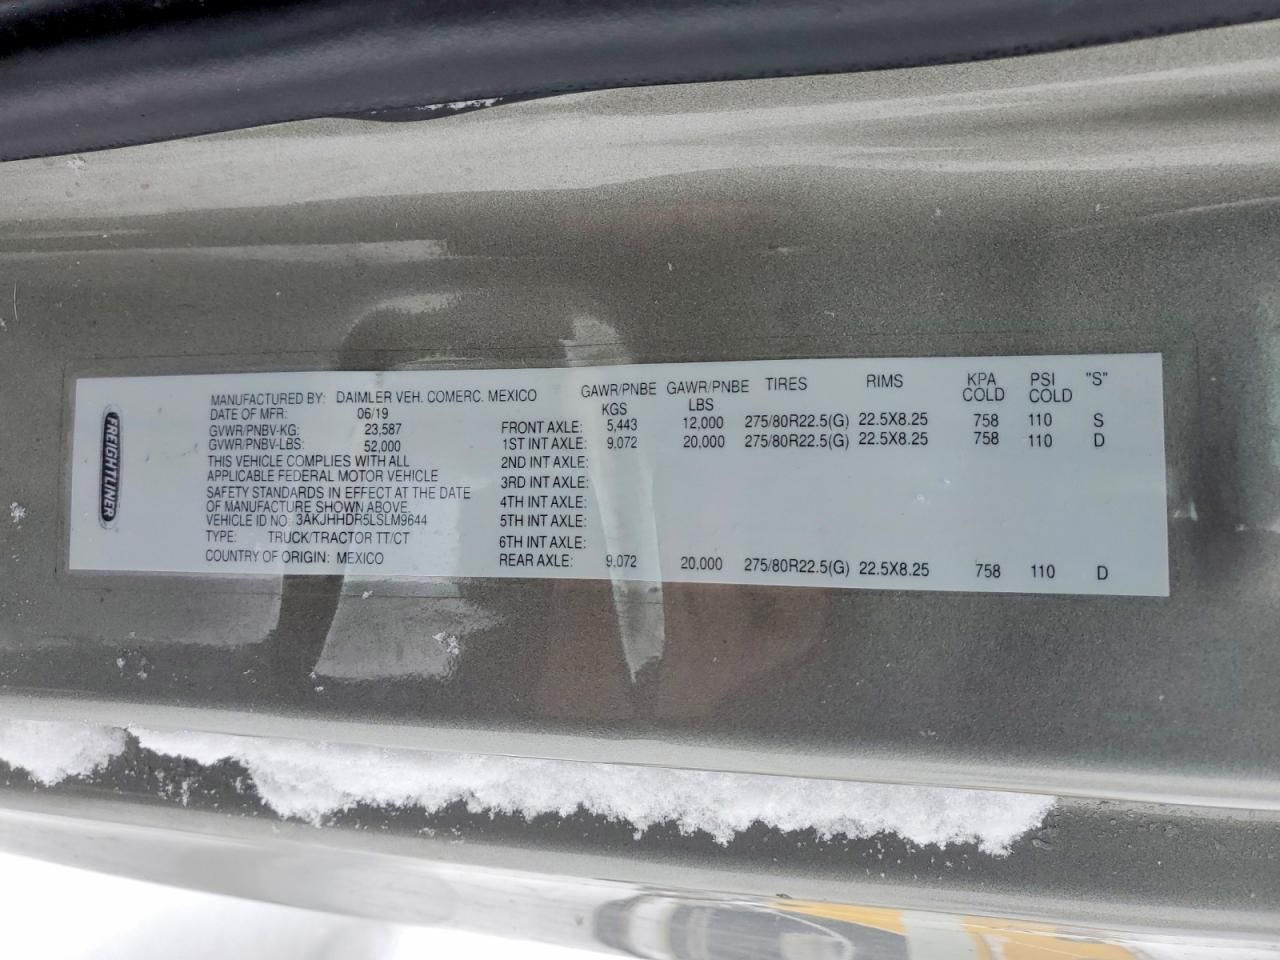 FREIGHTLINER
MANUFACTURED BY: DAIMLER VEH. COMERC. MEXICO
DATE OF MFR: 06/19
GVWR/PNBV-KG: 23,587
GVWR/PNBV-LBS: 52,000
THIS VEHICLE COMPLIES WITH ALL
APPLICABLE FEDERAL MOTOR VEHICLE
SAFETY STANDARDS IN EFFECT AT THE DATE
OF MANUFACTURE SHOWN ABOVE.
VEHICLE ID NO: 3AKJHHDR5LSLM9644
TYPE: TRUCK/TRACTOR TT/CT
COUNTRY OF ORIGIN: MEXICO
GAWR/PNBE GAWR/PNBE TIRES RIMS KPA PSI "S"
KGS LBS COLD COLD
FRONT AXLE: 5,443 12,000 275/80R22.5(G) 22.5X8.25 758 110 S
1ST INT AXLE: 9,072 20,000 275/80R22.5(G) 22.5X8.25 758 110 D
2ND INT AXLE:
3RD INT AXLE:
4TH INT AXLE:
5TH INT AXLE:
6TH INT AXLE:
REAR AXLE: 9,072 20,000 275/80R22.5(G) 22.5X8.25 758 110 D